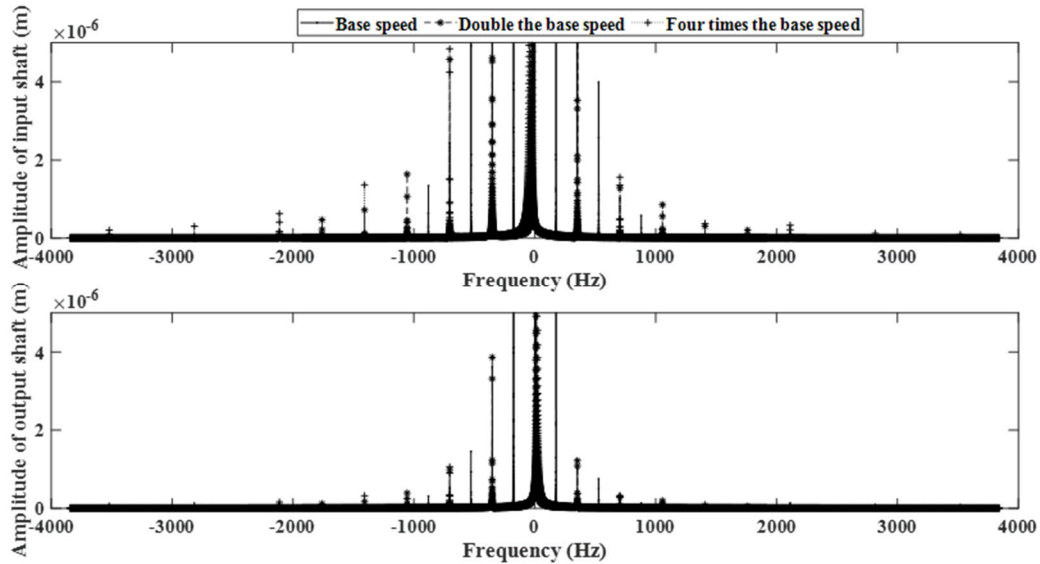 Base speed Double the base speed Four times the base speed
×10⁻⁶
Amplitude of input shaft (m)
4
2
0
-4000 -3000 -2000 -1000 0 1000 2000 3000 4000
Frequency (Hz)
×10⁻⁶
Amplitude of output shaft (m)
4
2
0
-4000 -3000 -2000 -1000 0 1000 2000 3000 4000
Frequency (Hz)